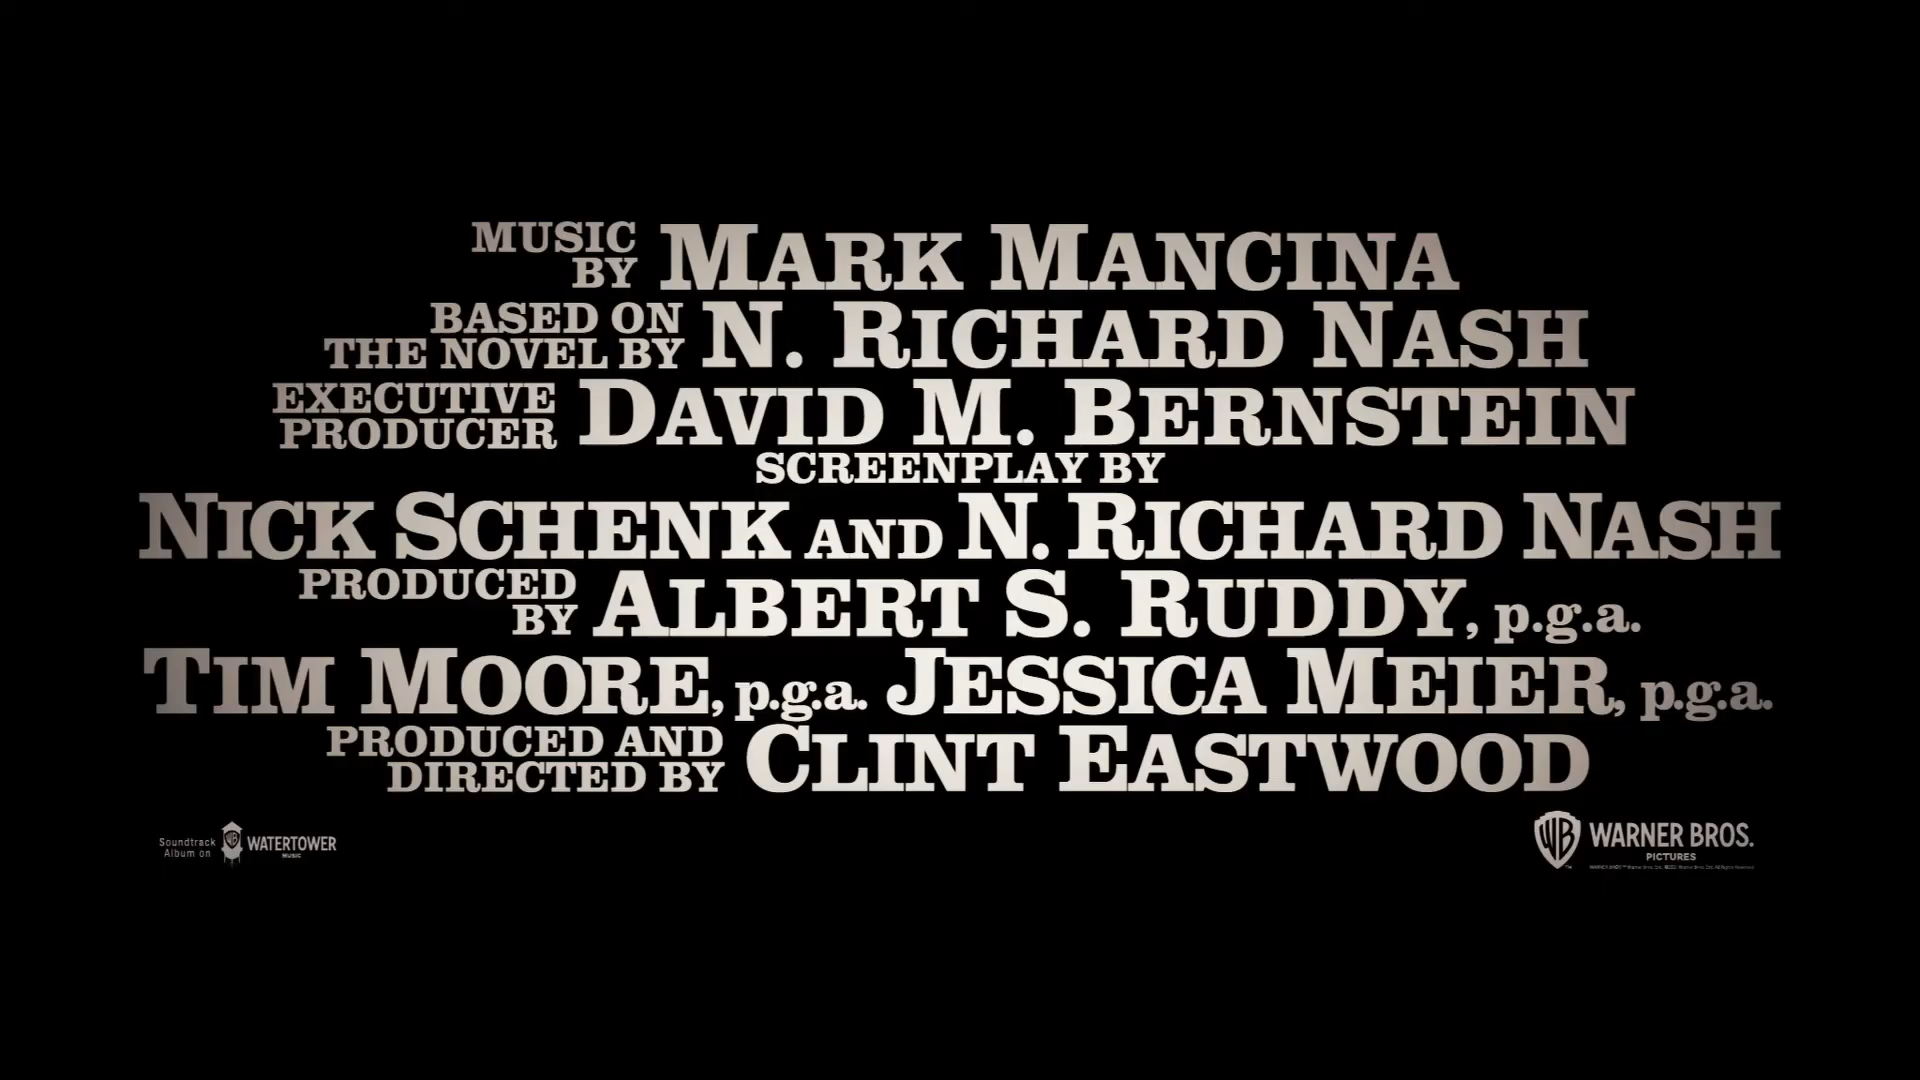 MUSIC BY MARK MANCINA
BASED ON THE NOVEL BY N. RICHARD NASH
EXECUTIVE PRODUCER DAVID M. BERNSTEIN
SCREENPLAY BY
NICK SCHENK AND N. RICHARD NASH
PRODUCED BY ALBERT S. RUDDY, p.g.a.
TIM MOORE, p.g.a. JESSICA MEIER, p.g.a.
PRODUCED AND DIRECTED BY CLINT EASTWOOD
Soundtrack Album on WB WATERTOWER MUSIC
WB WARNER BROS. PICTURES